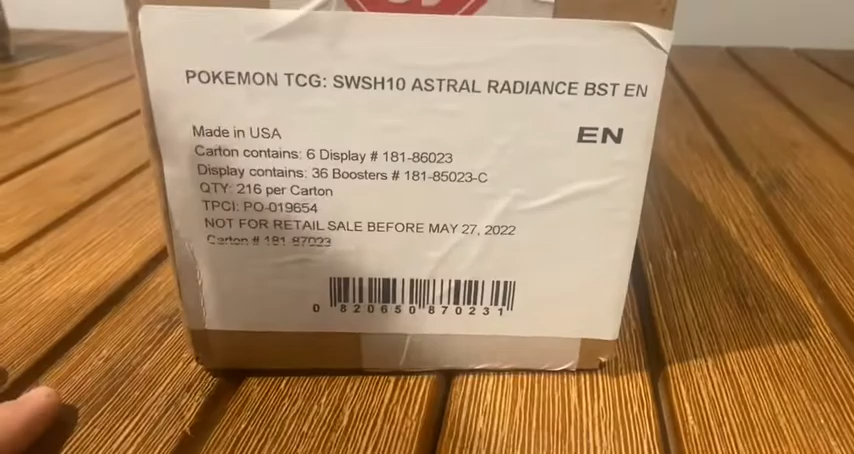 POKEMON TCG: SWSH10 ASTRAL RADIANCE BST EN
Made in USA
EN
Carton contains: 6 Display # 181-86023
Display contains: 36 Boosters # 181-85023-C
QTY: 216 per Carton
TPCI: PO-019654
NOT FOR RETAIL SALE BEFORE MAY 27, 2022
Carton # 181-87023
0 820650 870231